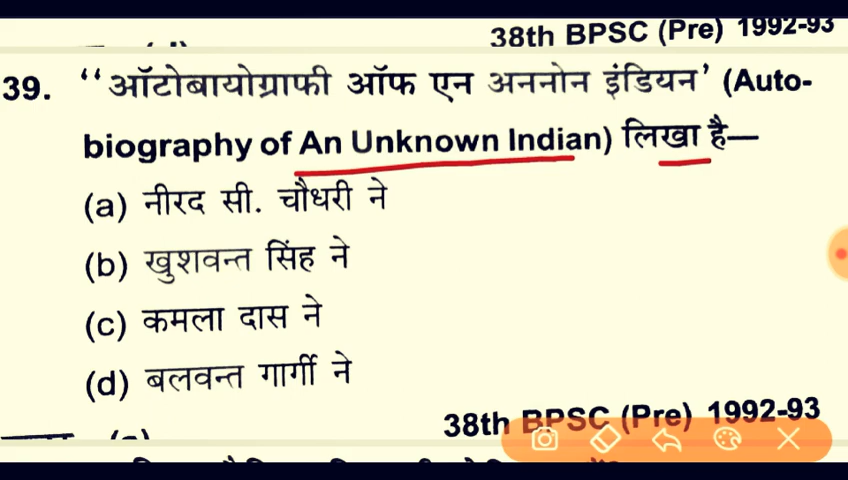 38th BPSC (Pre) 1992-93
39. “ऑटोबायोग्राफी ऑफ एन अननोन इंडियन’ (Auto-
biography of An Unknown Indian) लिखा है—
(a) नीरद सी. चौधरी ने
(b) खुशवन्त सिंह ने
(c) कमला दास ने
(d) बलवन्त गार्गी ने
38th BPSC (Pre) 1992-93